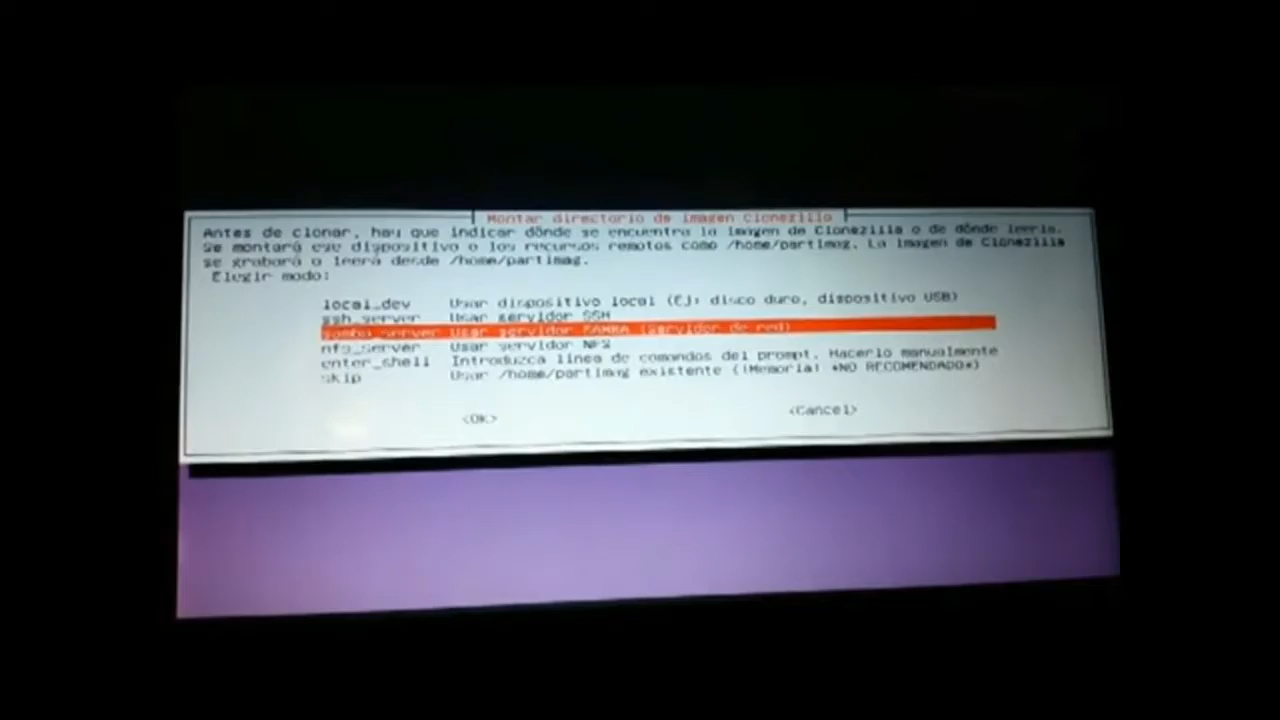 Montar directorio de imagen Clonezilla
Antes de clonar, hay que indicar dónde se encuentra la imagen de Clonezilla o de dónde leerla.
Se montará ese dispositivo o los recursos remotos como /home/partimag. La imagen de Clonezilla
se grabará o leerá desde /home/partimag.
Elegir modo:
local_dev Usar dispositivo local (EJ: disco duro, dispositivo USB)
ssh_server Usar servidor SSH
samba_server Usar servidor SAMBA (Servidor de red)
nfs_server Usar servidor NFS
enter_shell Introduzca línea de comandos del prompt. Hacerlo manualmente
skip Usar /home/partimag existente (¡Memoria! *NO RECOMENDADO*)
<Ok> <Cancel>